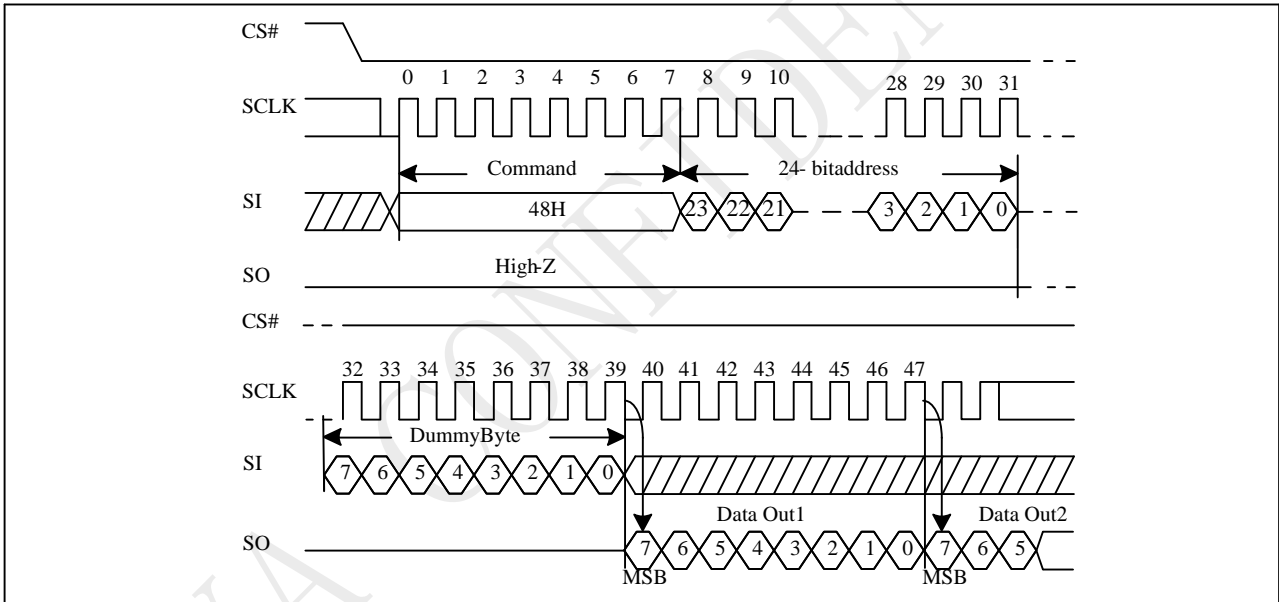 CS#
0 1 2 3 4 5 6 7 8 9 10 28 29 30 31
SCLK
Command 24- bitaddress
SI
48H 23 22 21 3 2 1 0
High-Z
SO
CS#
32 33 34 35 36 37 38 39 40 41 42 43 44 45 46 47
SCLK
DummyByte
SI
7 6 5 4 3 2 1 0
Data Out1 Data Out2
SO
7 6 5 4 3 2 1 0 7 6 5
MSB MSB